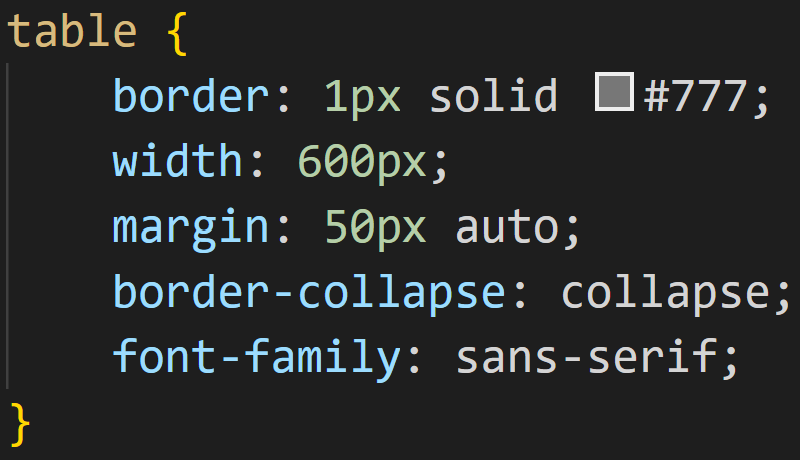 table {
    border: 1px solid #777;
    width: 600px;
    margin: 50px auto;
    border-collapse: collapse;
    font-family: sans-serif;
}